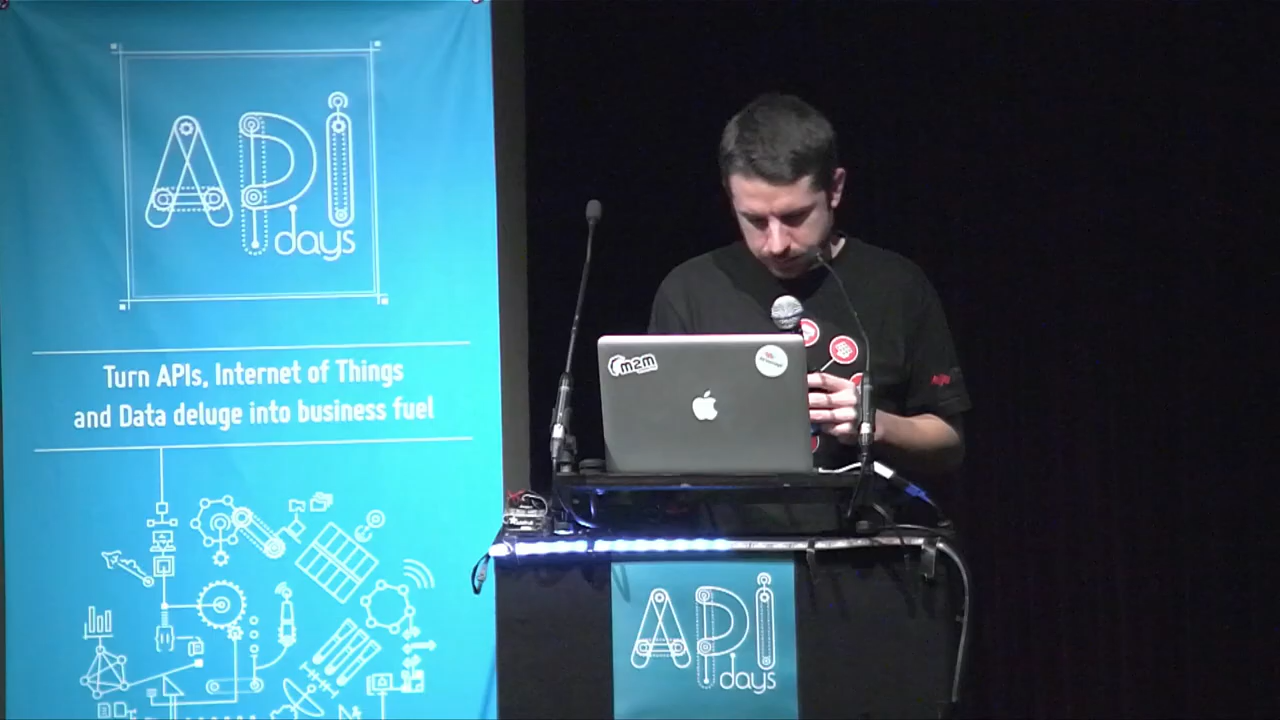 API
days
Turn APIs, Internet of Things
and Data deluge into business fuel
m2m
API
days